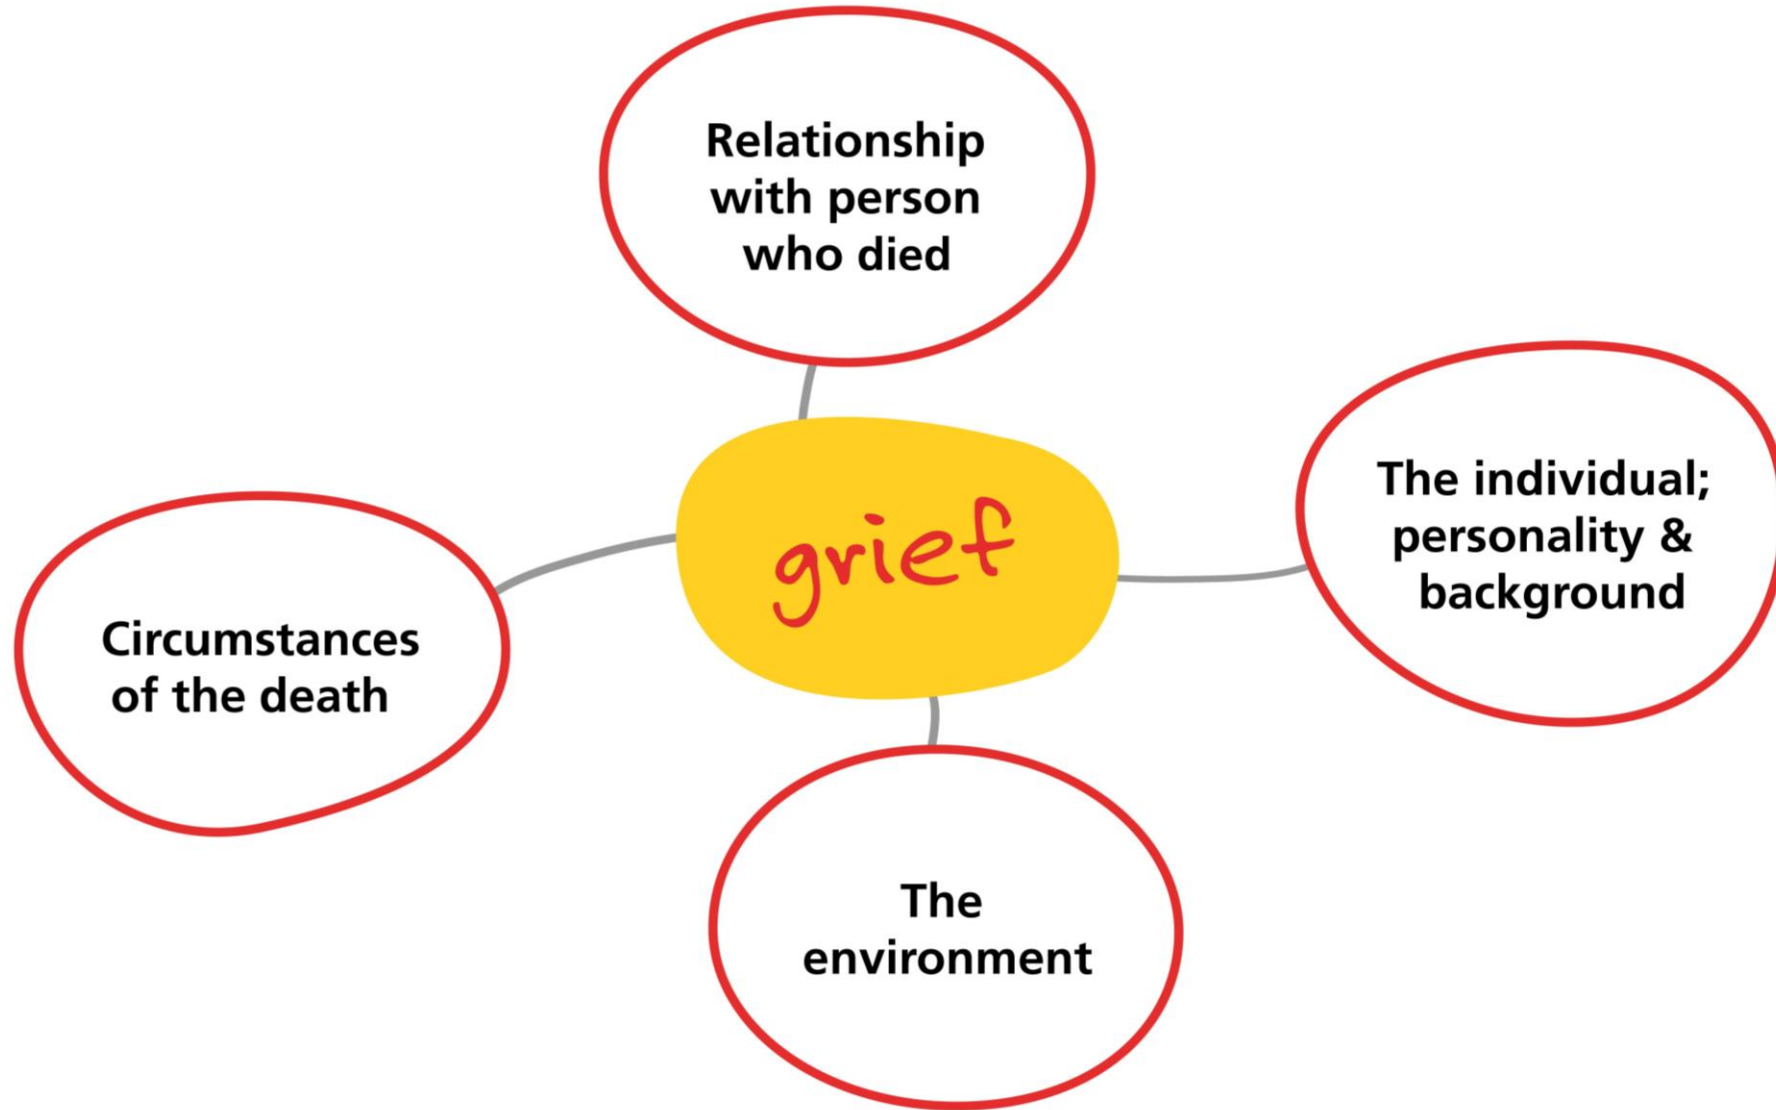 Relationship
with person
who died
grief
The individual;
personality &
background
Circumstances
of the death
The
environment